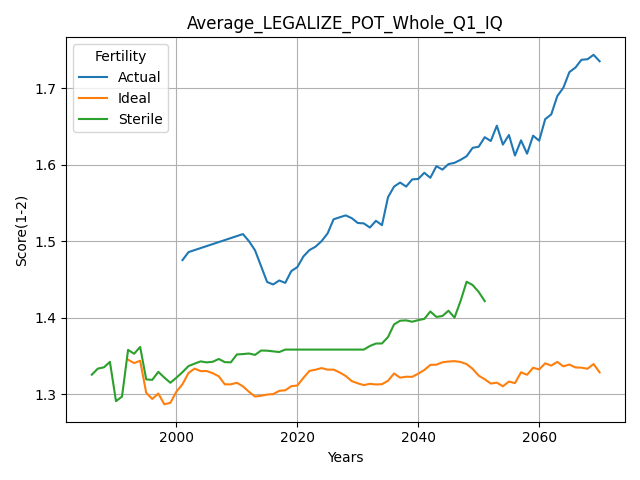 Average_LEGALIZE_POT_Whole_Q1_IQ
Fertility
Actual
Ideal
Sterile
Score(1-2)
1.7
1.6
1.5
1.4
1.3
2000
2020
2040
2060
Years